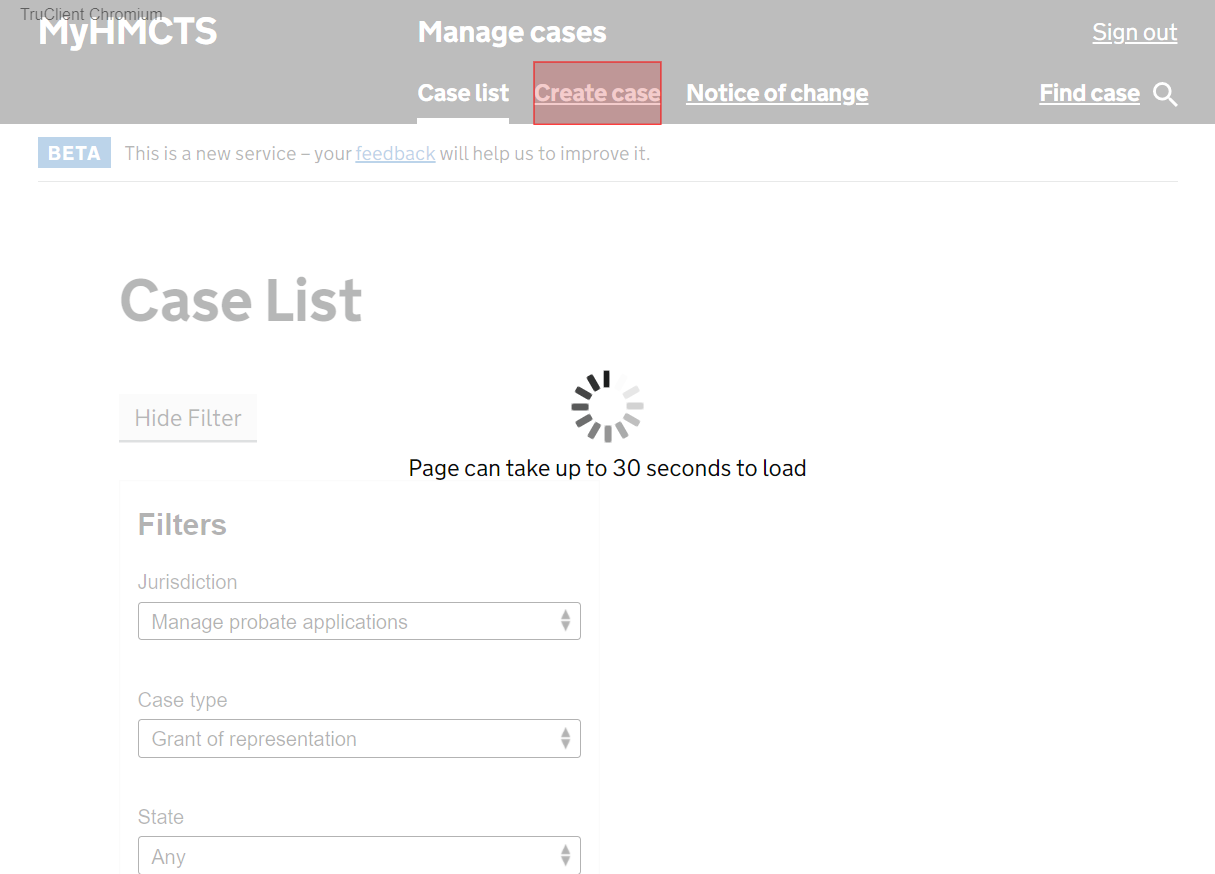 TruClient Chromium
MyHMCTS
Manage cases
Sign out
Case list
Create case
Notice of change
Find case
BETA
This is a new service – your feedback will help us to improve it.
Case List
Hide Filter
Page can take up to 30 seconds to load
Filters
Jurisdiction
Manage probate applications
Case type
Grant of representation
State
Any